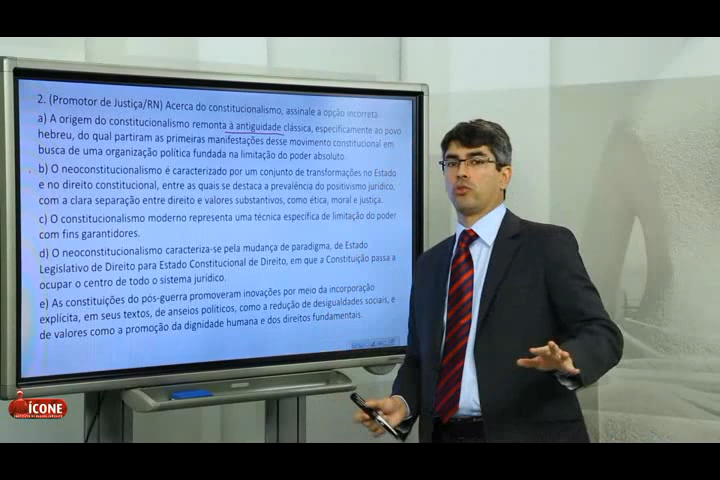 2. (Promotor de Justiça/RN) Acerca do constitucionalismo, assinale a opção incorreta.
a) A origem do constitucionalismo remonta à antiguidade clássica, especificamente ao povo
hebreu, do qual partiram as primeiras manifestações desse movimento constitucional em
busca de uma organização política fundada na limitação do poder absoluto.
b) O neoconstitucionalismo é caracterizado por um conjunto de transformações no Estado
e no direito constitucional, entre as quais se destaca a prevalência do positivismo jurídico,
com a clara separação entre direito e valores substantivos, como ética, moral e justiça.
c) O constitucionalismo moderno representa uma técnica específica de limitação do poder
com fins garantidores.
d) O neoconstitucionalismo caracteriza-se pela mudança de paradigma, de Estado
Legislativo de Direito para Estado Constitucional de Direito, em que a Constituição passa a
ocupar o centro de todo o sistema jurídico.
e) As constituições do pós-guerra promoveram inovações por meio da incorporação
explícita, em seus textos, de anseios políticos, como a redução de desigualdades sociais, e
de valores como a promoção da dignidade humana e dos direitos fundamentais.
ÍCONE